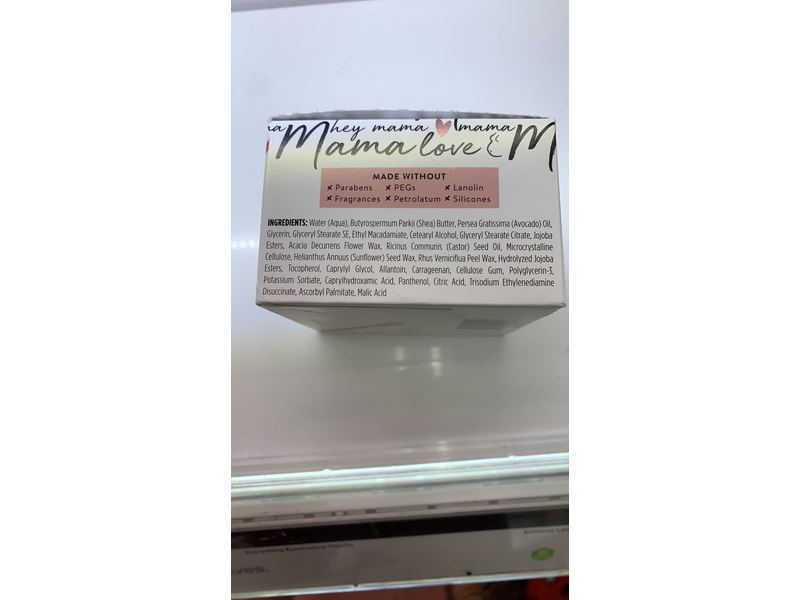 na hey mama mama
Mama love M
MADE WITHOUT
× Parabens × PEGs × Lanolin
× Fragrances × Petrolatum × Silicones
INGREDIENTS: Water (Aqua), Butyrospermum Parkii (Shea) Butter, Persea Gratissima (Avocado) Oil,
Glycerin, Glyceryl Stearate SE, Ethyl Macadamiate, Cetearyl Alcohol, Glyceryl Stearate Citrate, Jojoba
Esters, Acacia Decurrens Flower Wax, Ricinus Communis (Castor) Seed Oil, Microcrystalline
Cellulose, Helianthus Annuus (Sunflower) Seed Wax, Rhus Verniciflua Peel Wax, Hydrolyzed Jojoba
Esters, Tocopherol, Caprylyl Glycol, Allantoin, Carrageenan, Cellulose Gum, Polyglycerin-3,
Potassium Sorbate, Caprylhydroxamic Acid, Panthenol, Citric Acid, Trisodium Ethylenediamine
Disuccinate, Ascorbyl Palmitate, Malic Acid
Everything Eyeshadow